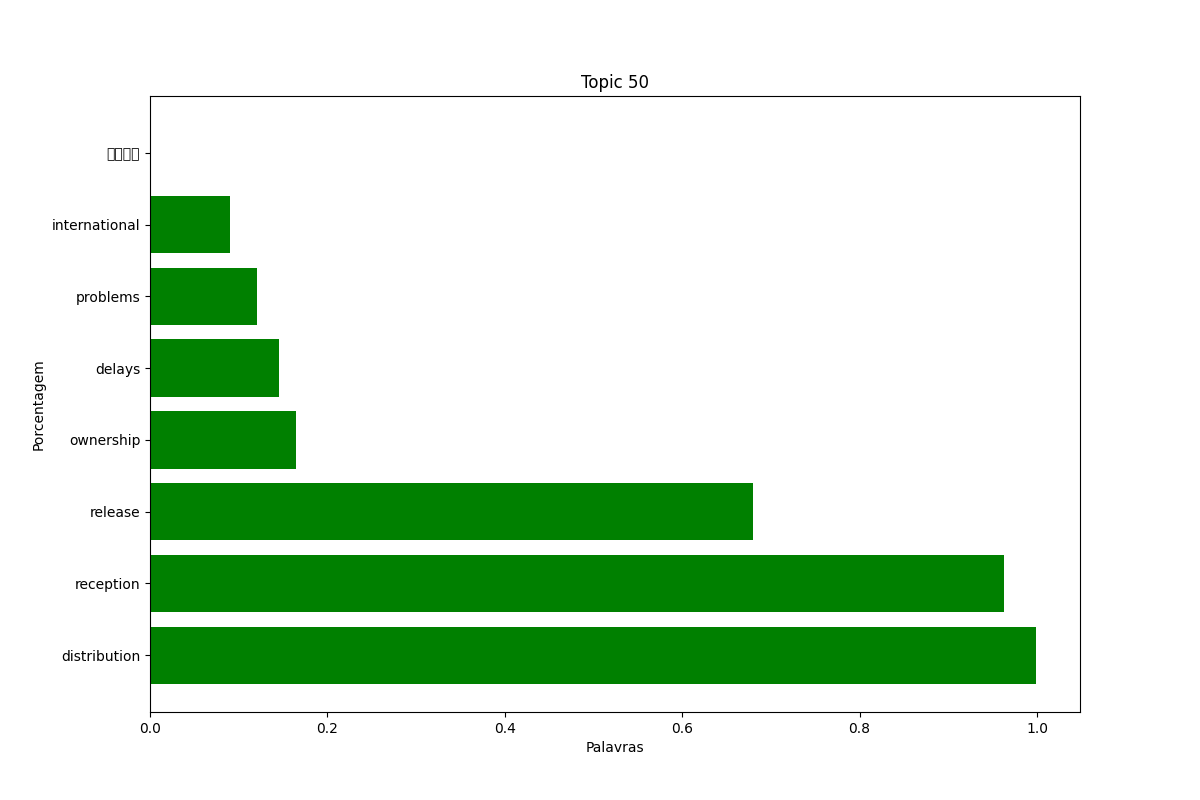 Topic 50
international
problems
delays
ownership
release
reception
distribution
Porcentagem
0.0 0.2 0.4 0.6 0.8 1.0
Palavras